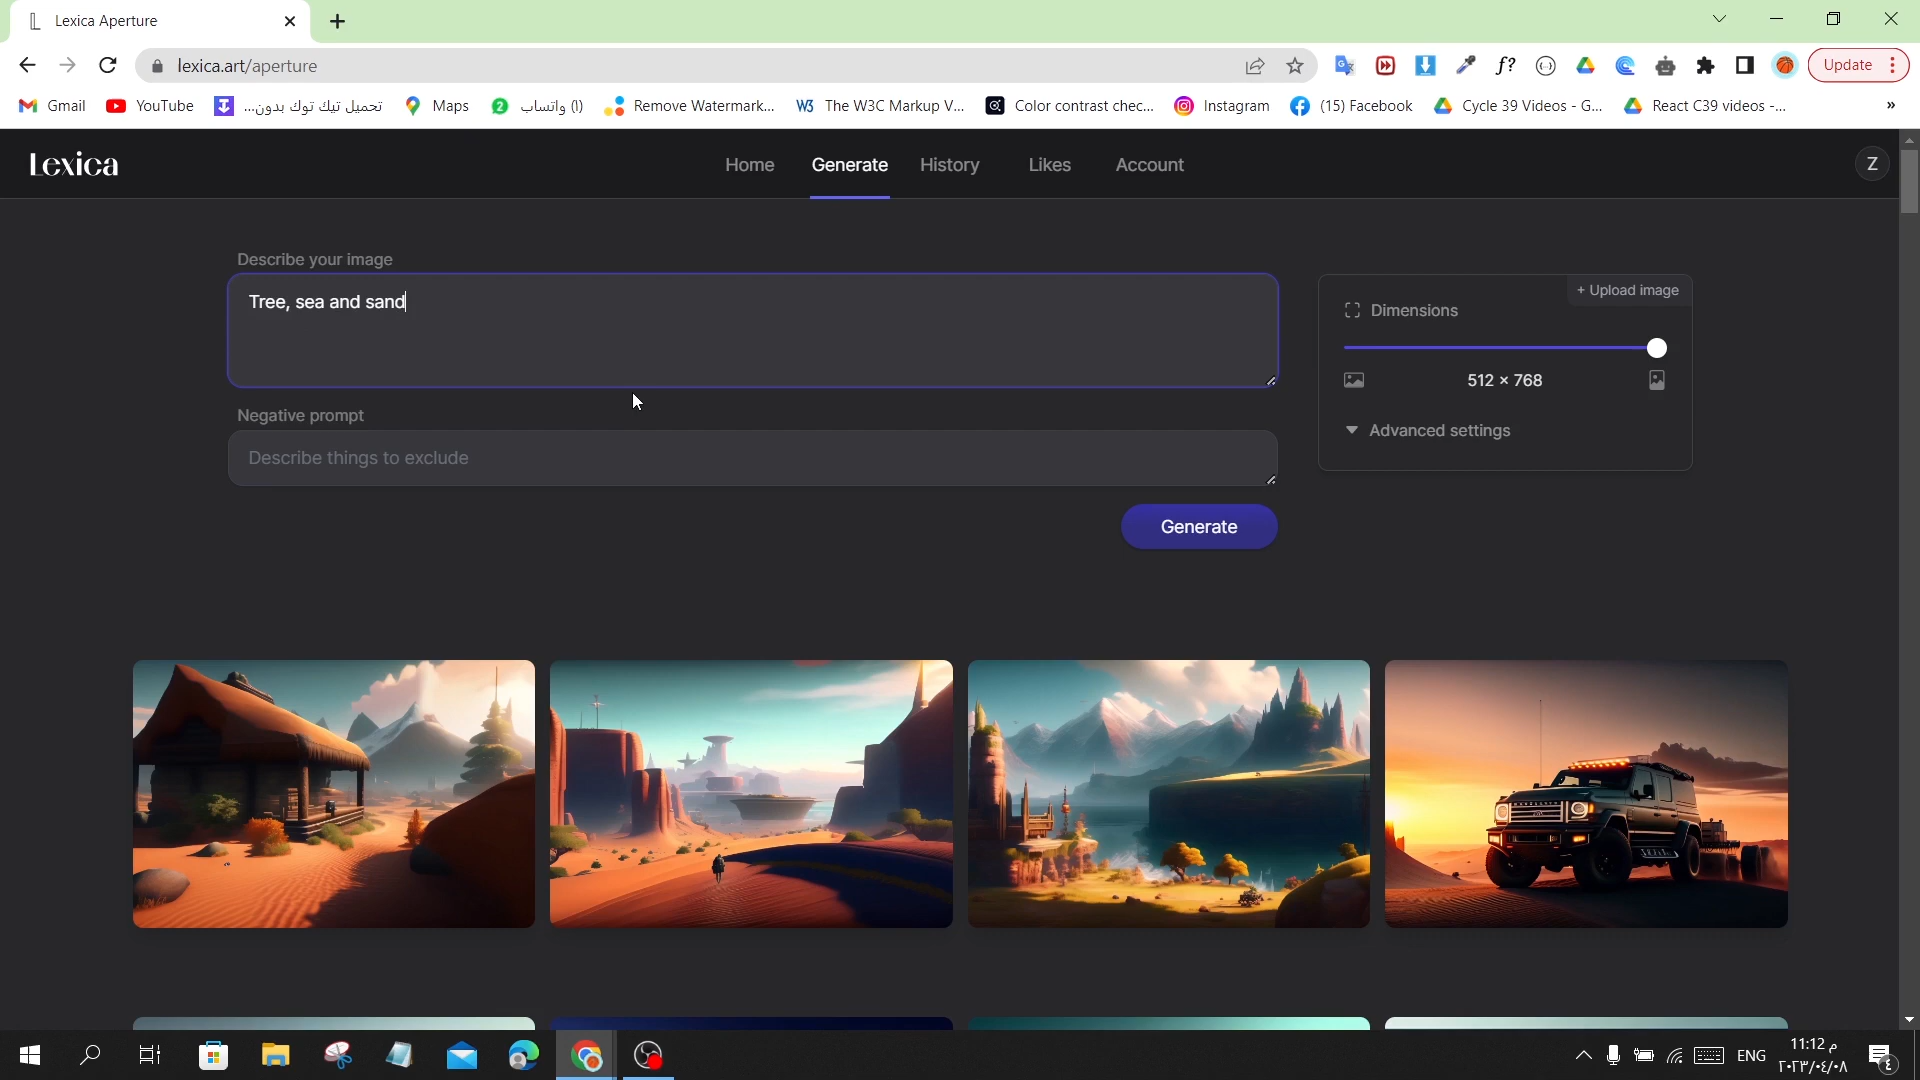 Lexica Aperture
lexica.art/aperture
Update
Gmail
YouTube
تحميل تيك توك بدون...
Maps
واتساب (١)
Remove Watermark...
The W3C Markup V...
Color contrast chec...
Instagram
(15) Facebook
Cycle 39 Videos - G...
React C39 videos -...
»
Lexica
Home
Generate
History
Likes
Account
Z
Describe your image
Tree, sea and sand
+ Upload image
Dimensions
512 × 768
Negative prompt
Advanced settings
Describe things to exclude
Generate
ENG
11:12 م
٢٠٢٣/٠٤/٠٨
٤